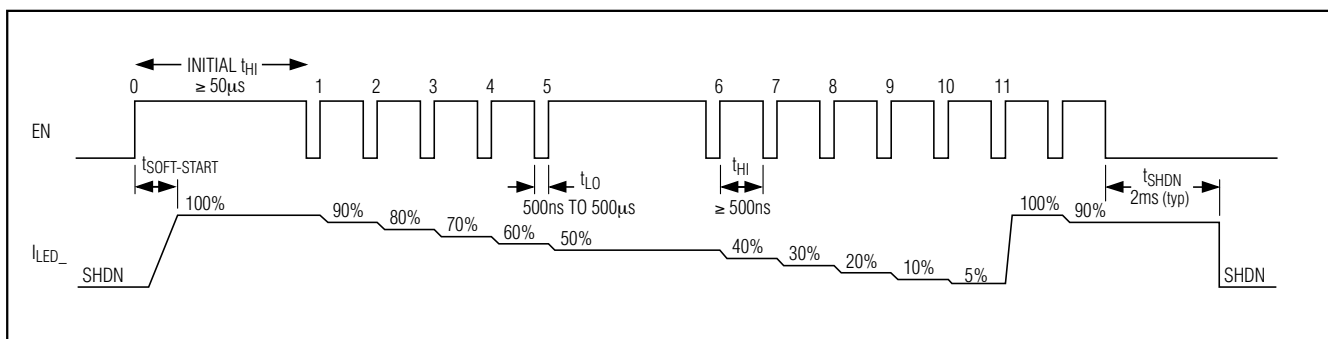 INITIAL tHI
≥ 50µs
0 1 2 3 4 5 6 7 8 9 10 11
EN
tSOFT-START
tLO
500ns TO 500µs
tHI
≥ 500ns
tSHDN
2ms (typ)
100% 90% 80% 70% 60% 50% 40% 30% 20% 10% 5% 100% 90%
ILED_
SHDN SHDN